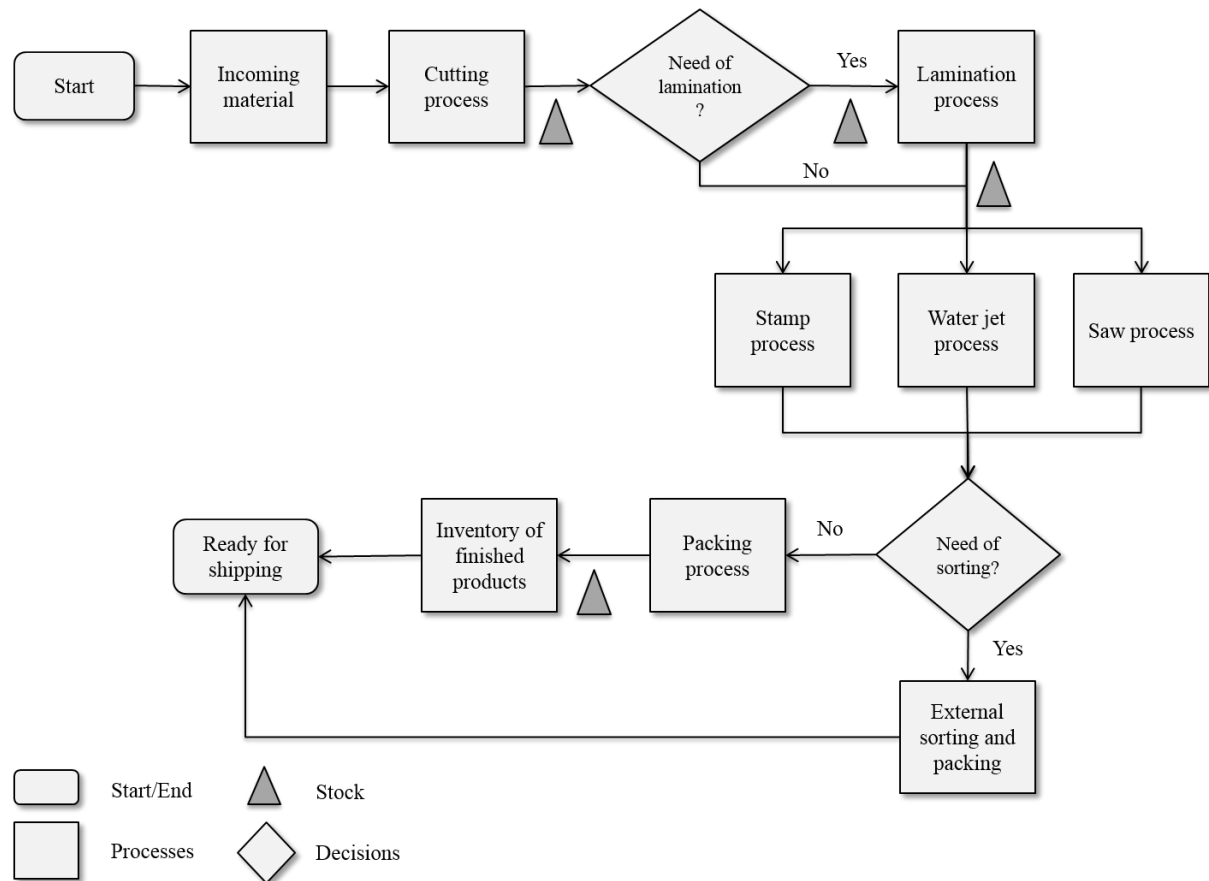 Start
Incoming
material
Cutting
process
Need of
lamination
?
Yes
Lamination
process
No
Stamp
process
Water jet
process
Saw process
Need of
sorting?
No
Packing
process
Inventory of
finished
products
Ready for
shipping
Yes
External
sorting and
packing
Start/End
Stock
Processes
Decisions